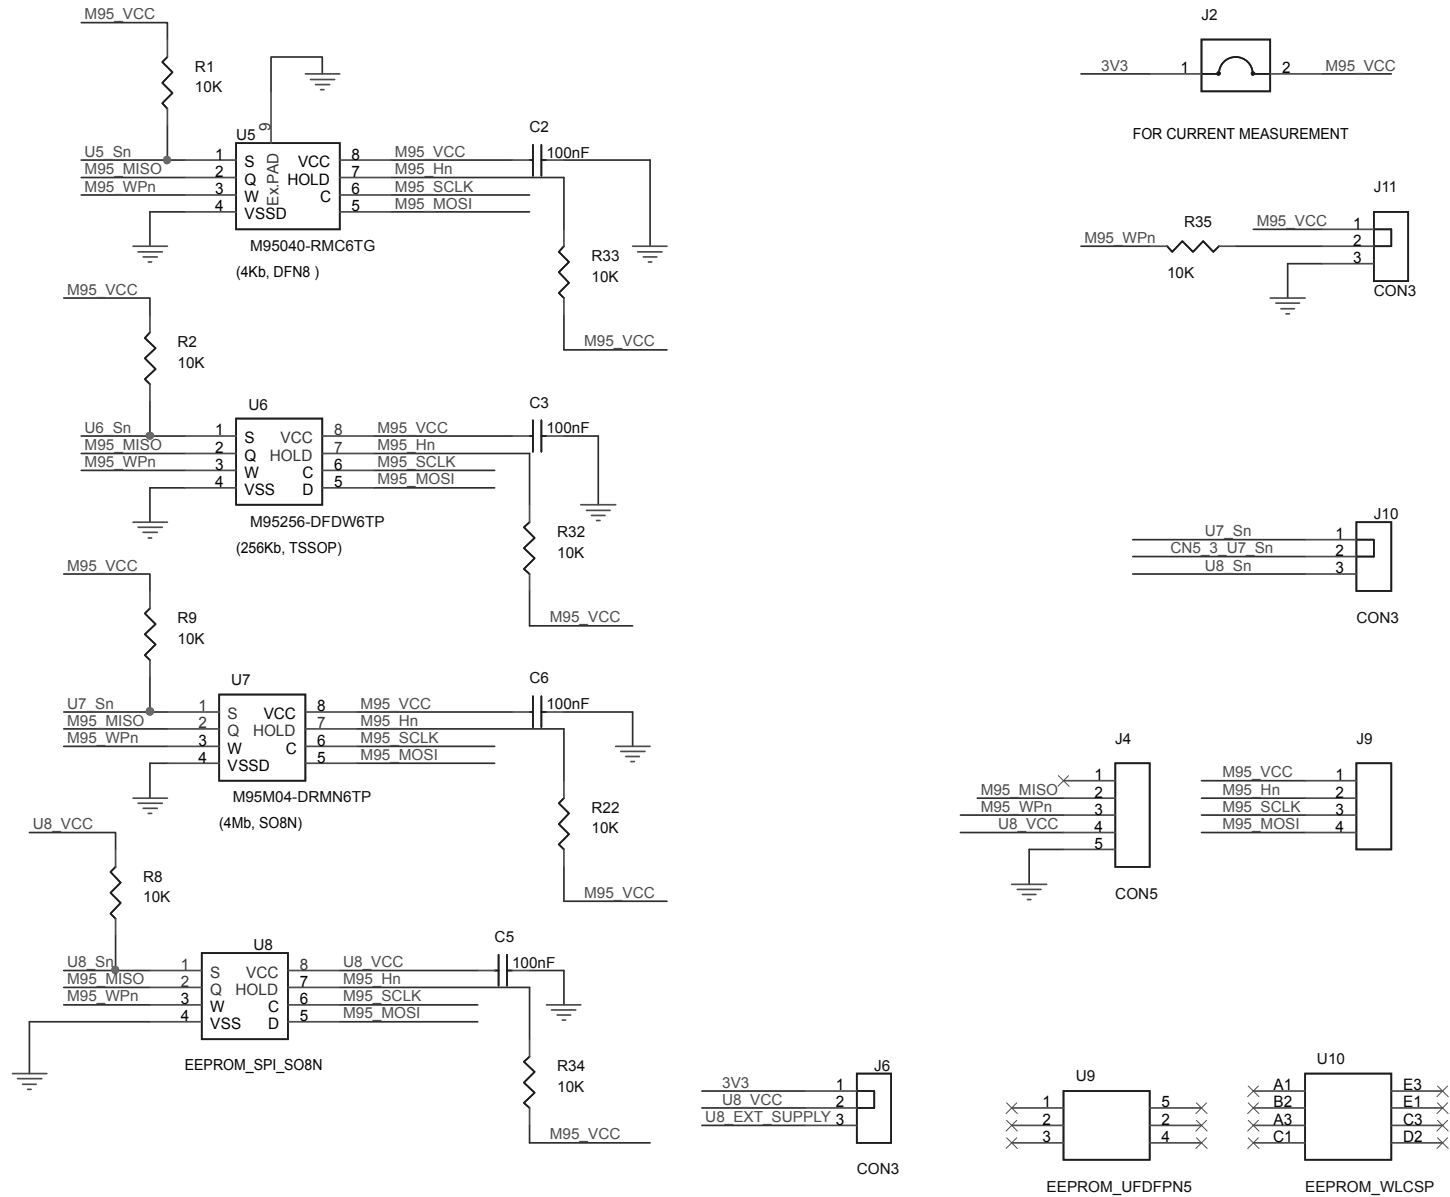 M95_VCC
R1
10K
U5
9
U5_Sn
M95_MISO
M95_WPn
1
2
3
4
S
Q
W
VSSD
Ex.PAD
VCC
HOLD
C
8
7
6
5
M95_VCC
M95_Hn
M95_SCLK
M95_MOSI
C2
100nF
R33
10K
M95_VCC
M95040-RMC6TG
(4Kb, DFN8 )
M95_VCC
R2
10K
U6
U6_Sn
M95_MISO
M95_WPn
1
2
3
4
S
Q
W
VSS
VCC
HOLD
C
D
8
7
6
5
M95_VCC
M95_Hn
M95_SCLK
M95_MOSI
C3
100nF
R32
10K
M95_VCC
M95256-DFDW6TP
(256Kb, TSSOP)
M95_VCC
R9
10K
U7
U7_Sn
M95_MISO
M95_WPn
1
2
3
4
S
Q
W
VSSD
VCC
HOLD
C
8
7
6
5
M95_VCC
M95_Hn
M95_SCLK
M95_MOSI
C6
100nF
R22
10K
M95_VCC
M95M04-DRMN6TP
(4Mb, SO8N)
U8_VCC
R8
10K
U8
U8_Sn
M95_MISO
M95_WPn
1
2
3
4
S
Q
W
VSS
VCC
HOLD
C
D
8
7
6
5
U8_VCC
M95_Hn
M95_SCLK
M95_MOSI
C5
100nF
R34
10K
M95_VCC
EEPROM_SPI_SO8N
J2
3V3
1
2
M95_VCC
FOR CURRENT MEASUREMENT
J11
M95_VCC
R35
M95_WPn
10K
1
2
3
CON3
J10
U7_Sn
CN5_3_U7_Sn
U8_Sn
1
2
3
CON3
J4
M95_MISO
M95_WPn
U8_VCC
1
2
3
4
5
CON5
J9
M95_VCC
M95_Hn
M95_SCLK
M95_MOSI
1
2
3
4
J6
3V3
U8_VCC
U8_EXT_SUPPLY
1
2
3
CON3
U9
1
2
3
5
2
4
EEPROM_UFDFPN5
U10
A1
B2
A3
C1
E3
E1
C3
D2
EEPROM_WLCSP